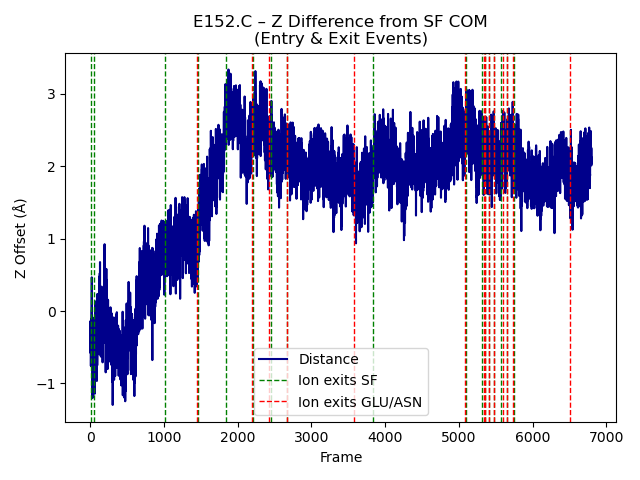 E152.C – Z Difference from SF COM
(Entry & Exit Events)
Z Offset (Å)
3
2
1
0
−1
Distance
Ion exits SF
Ion exits GLU/ASN
0 1000 2000 3000 4000 5000 6000 7000
Frame